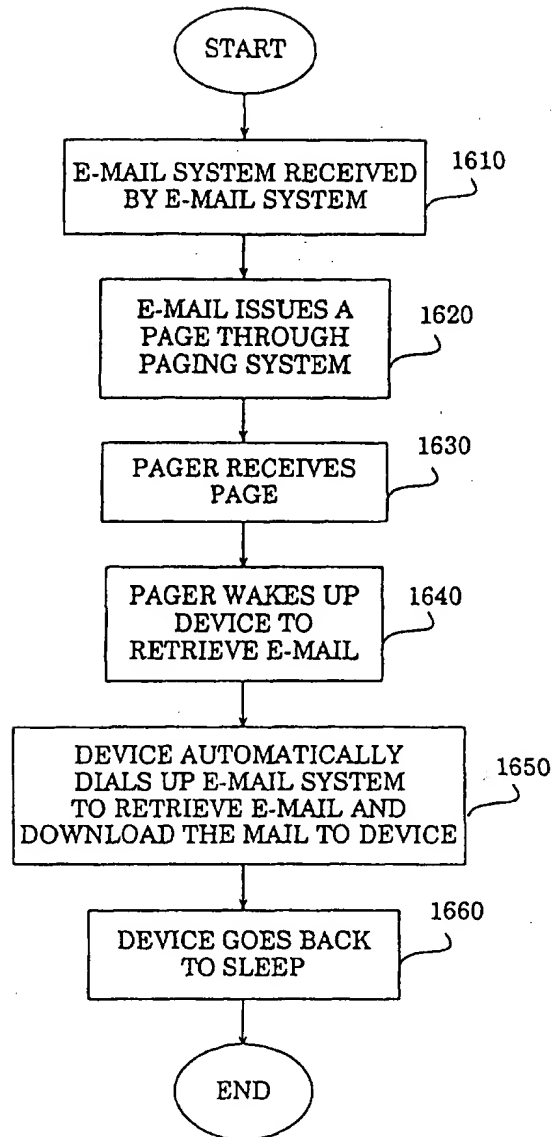 START
E-MAIL SYSTEM RECEIVED
BY E-MAIL SYSTEM
1610
E-MAIL ISSUES A
PAGE THROUGH
PAGING SYSTEM
1620
PAGER RECEIVES
PAGE
1630
PAGER WAKES UP
DEVICE TO
RETRIEVE E-MAIL
1640
DEVICE AUTOMATICALLY
DIALS UP E-MAIL SYSTEM
TO RETRIEVE E-MAIL AND
DOWNLOAD THE MAIL TO DEVICE
1650
DEVICE GOES BACK
TO SLEEP
1660
END